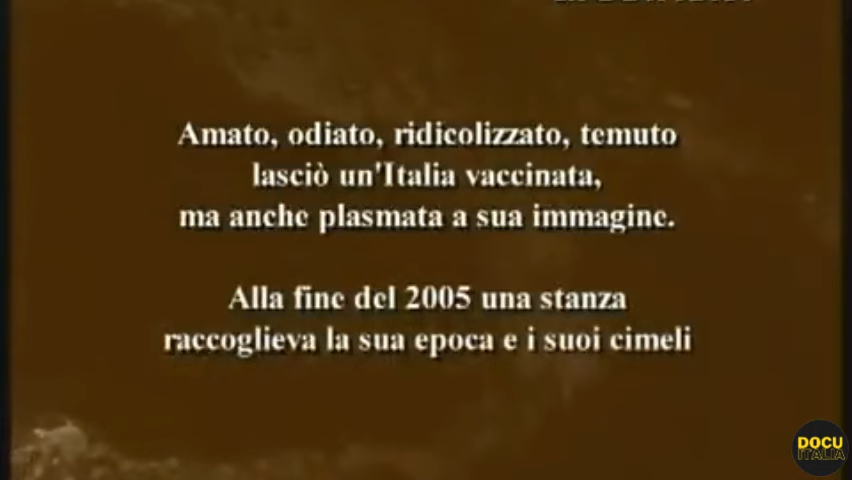 Amato, odiato, ridicolizzato, temuto
lasciò un'Italia vaccinata,
ma anche plasmata a sua immagine.
Alla fine del 2005 una stanza
raccoglieva la sua epoca e i suoi cimeli
DOCU
ITALIA